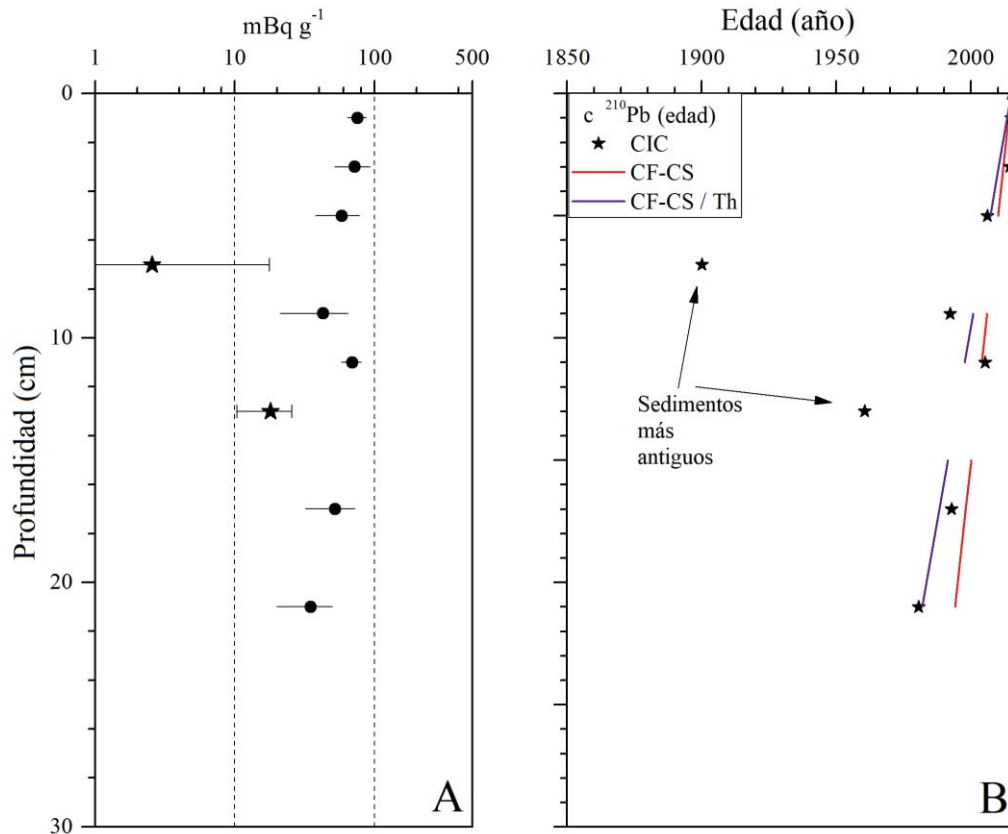 mBq g⁻¹
1 10 100 500
Profundidad (cm)
0
10
20
30
A
Edad (año)
1850 1900 1950 2000
c ²¹⁰Pb (edad)
CIC
CF-CS
CF-CS / Th
Sedimentos
más
antiguos
B